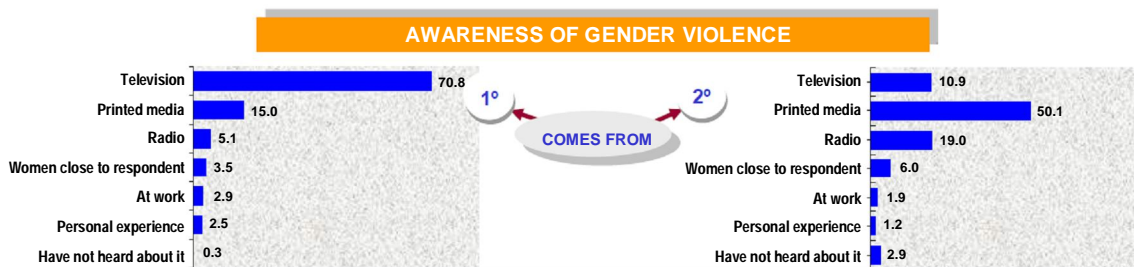 AWARENESS OF GENDER VIOLENCE
Television 70.8
Printed media 15.0
Radio 5.1
Women close to respondent 3.5
At work 2.9
Personal experience 2.5
Have not heard about it 0.3
1º
COMES FROM
2º
Television 10.9
Printed media 50.1
Radio 19.0
Women close to respondent 6.0
At work 1.9
Personal experience 1.2
Have not heard about it 2.9